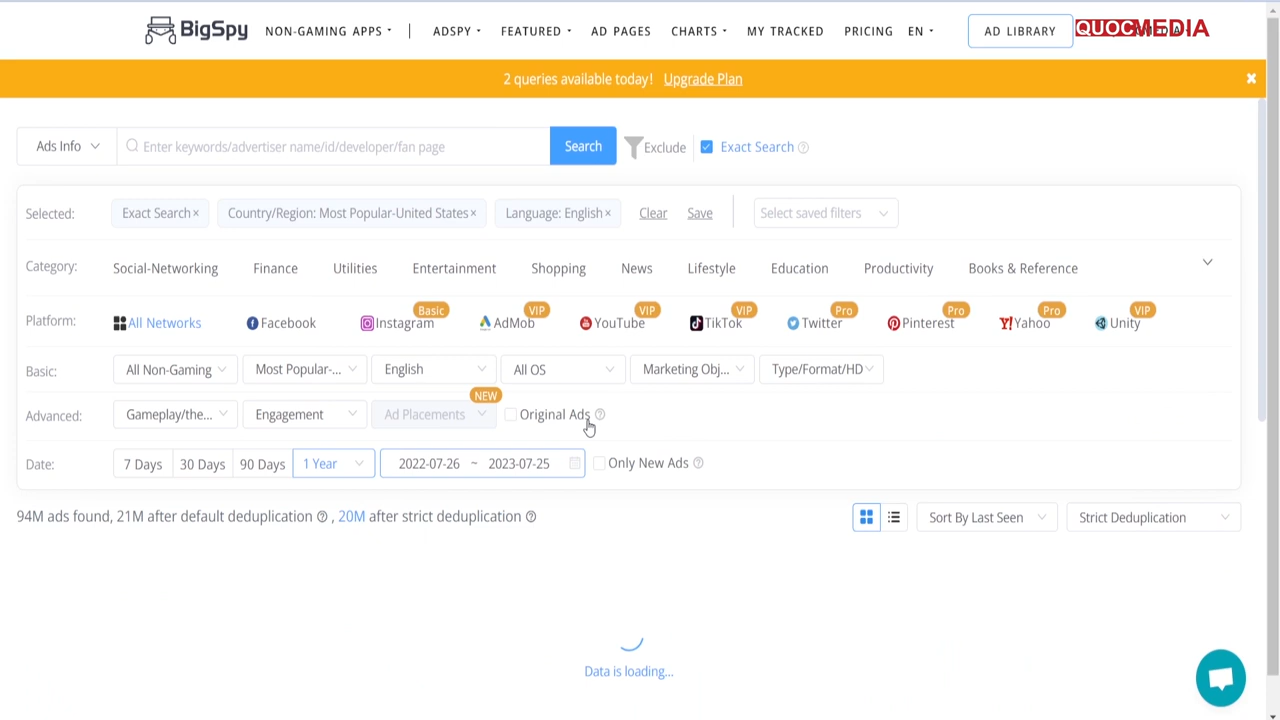 BigSpy NON-GAMING APPS ADSPY FEATURED AD PAGES CHARTS MY TRACKED PRICING EN AD LIBRARY QUOCMEDIA
2 queries available today! Upgrade Plan
Ads Info Enter keywords/advertiser name/id/developer/fan page Search Exclude Exact Search
Selected: Exact Search× Country/Region: Most Popular-United States× Language: English× Clear Save Select saved filters
Category: Social-Networking Finance Utilities Entertainment Shopping News Lifestyle Education Productivity Books & Reference
Basic VIP VIP VIP Pro Pro Pro VIP
Platform: All Networks Facebook Instagram AdMob YouTube TikTok Twitter Pinterest Yahoo Unity
Basic: All Non-Gaming Most Popular-... English All OS Marketing Obj... Type/Format/HD
NEW
Advanced: Gameplay/the... Engagement Ad Placements Original Ads
Date: 7 Days 30 Days 90 Days 1 Year 2022-07-26 ~ 2023-07-25 Only New Ads
94M ads found, 21M after default deduplication , 20M after strict deduplication Sort By Last Seen Strict Deduplication
Data is loading...